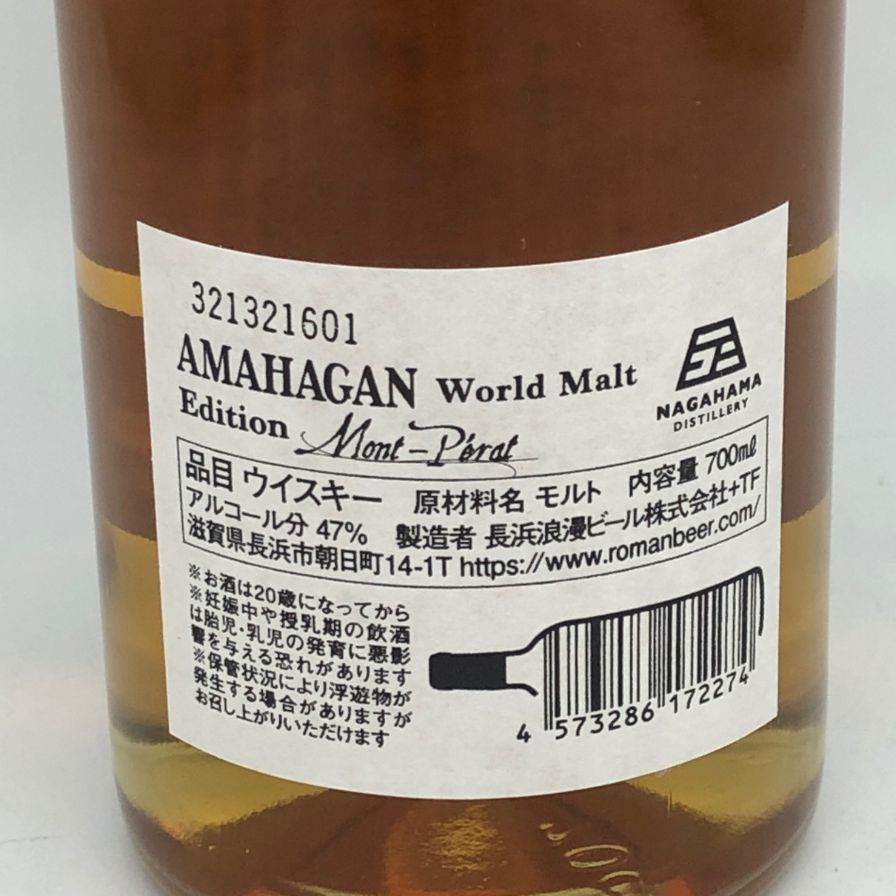 321321601
AMAHAGAN World Malt
Edition Mont-Pérat
NAGAHAMA
DISTILLERY
品目 ウイスキー 原材料名 モルト 内容量 700㎖
アルコール分 47% 製造者 長浜浪漫ビール株式会社+TF
滋賀県長浜市朝日町14-1T https://www.romanbeer.com/
※お酒は20歳になってから
※妊娠中や授乳期の飲酒
は胎児・乳児の発育に悪影
響を与える恐れがあります
※保管状況により浮遊物が
発生する場合がありますが
お召し上がりいただけます
4 573286 172274